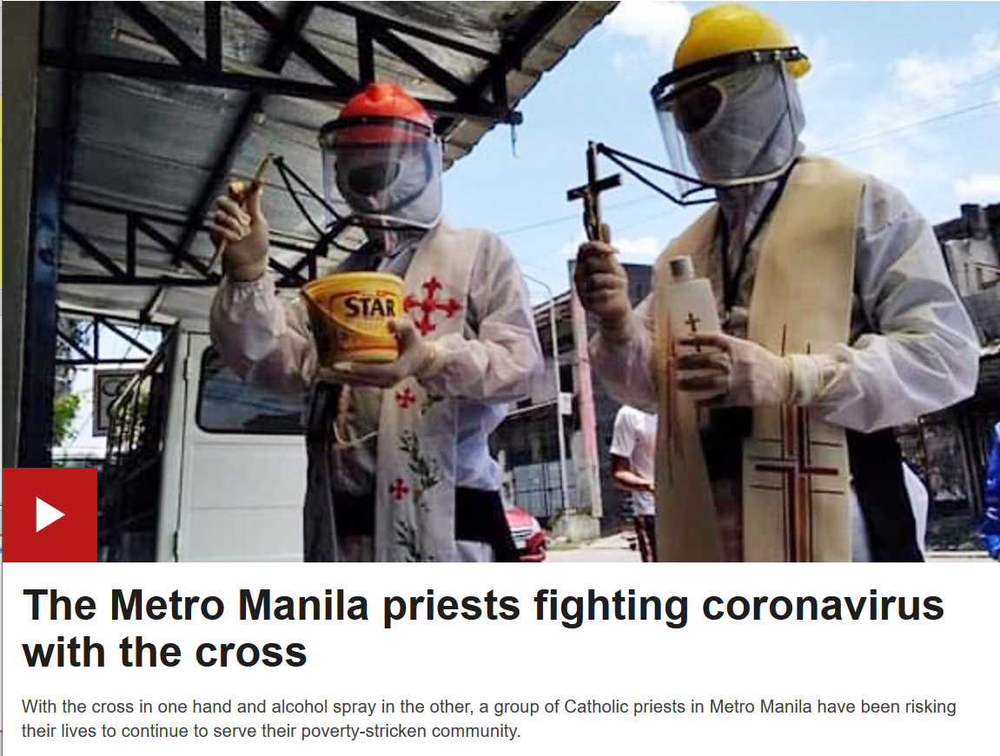 STAR
The Metro Manila priests fighting coronavirus
with the cross
With the cross in one hand and alcohol spray in the other, a group of Catholic priests in Metro Manila have been risking
their lives to continue to serve their poverty-stricken community.